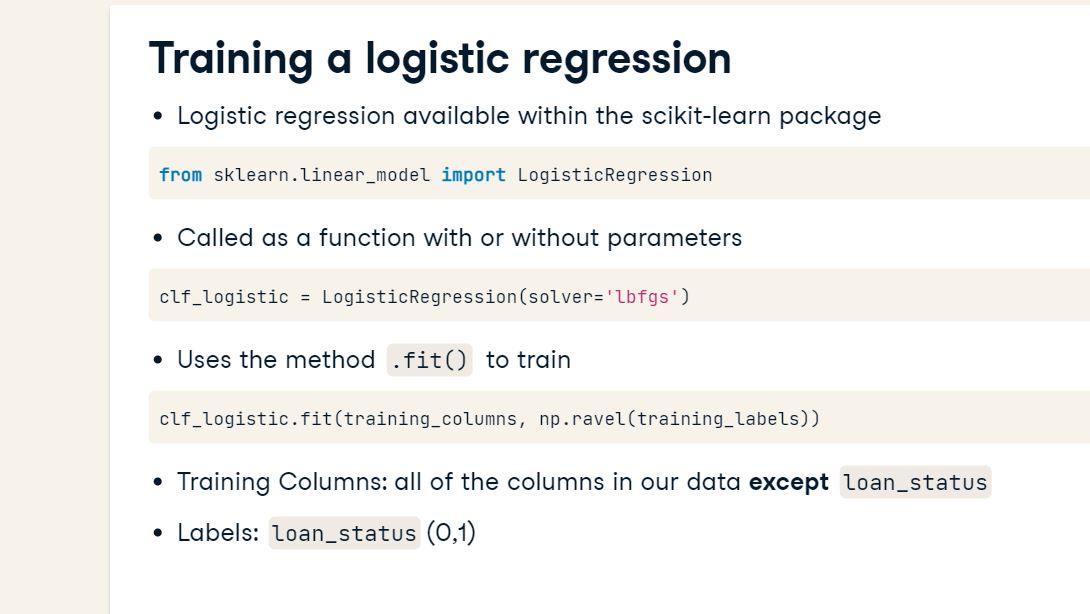 Training a logistic regression
• Logistic regression available within the scikit-learn package
from sklearn.linear_model import LogisticRegression
• Called as a function with or without parameters
clf_logistic = LogisticRegression(solver='lbfgs')
• Uses the method .fit() to train
clf_logistic.fit(training_columns, np.ravel(training_labels))
• Training Columns: all of the columns in our data except loan_status
• Labels: loan_status (0,1)